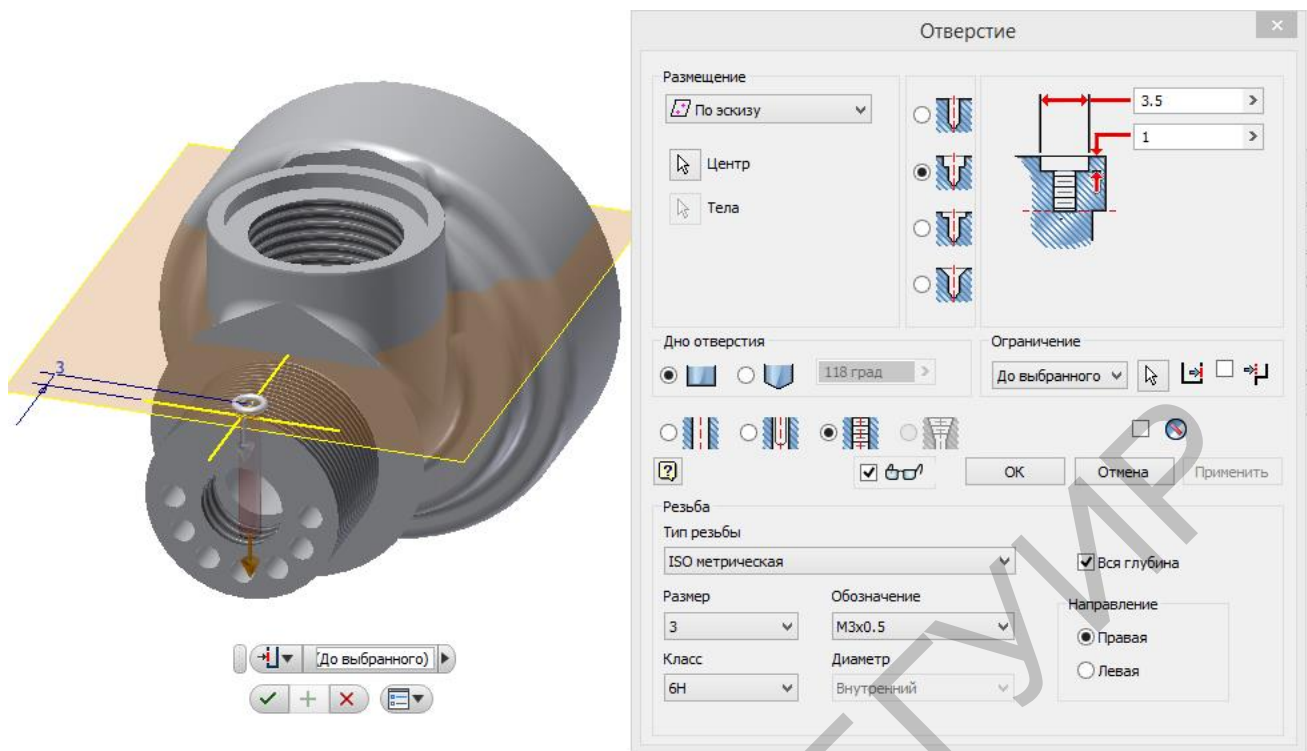 Отверстие
Размещение
По эскизу
Центр
Тела
3.5
1
Дно отверстия
118 град
Ограничение
До выбранного
ОК
Отмена
Применить
Резьба
Тип резьбы
ISO метрическая
Вся глубина
Размер
Обозначение
3
M3x0.5
Класс
Диаметр
6H
Внутренний
Направление
Правая
Левая
3
(До выбранного)
БГУИР